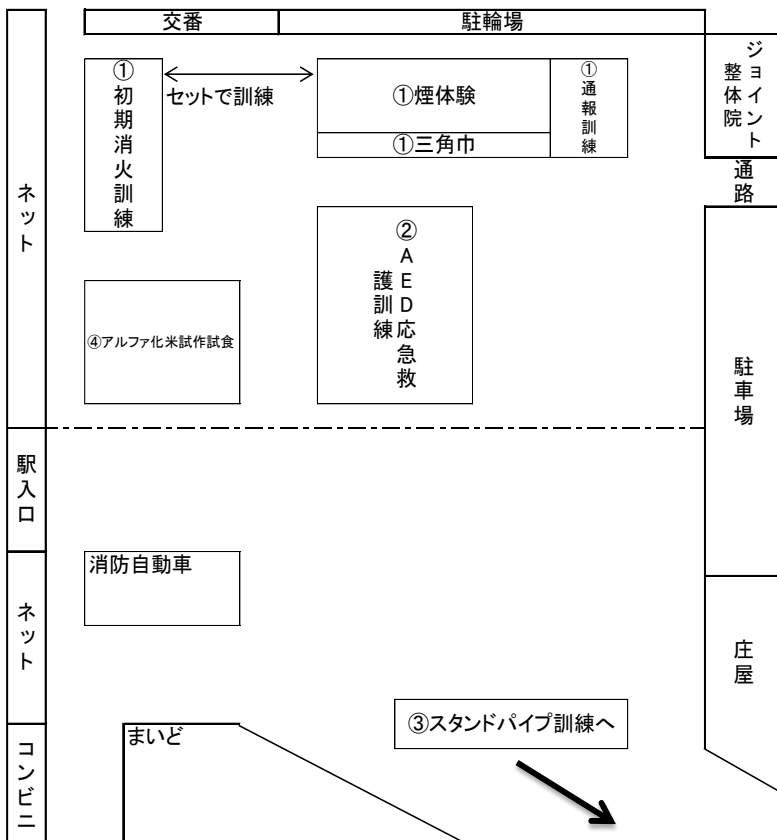 交番
駐輪場
①初期消火訓練
セットで訓練
①煙体験
①三角巾
①通報訓練
ジョイント
整体院
通路
ネット
②AED応急救
護訓練
④アルファ化米試作試食
駐車場
駅入口
消防自動車
ネット
庄屋
③スタンドパイプ訓練へ
まいど
コンビニ